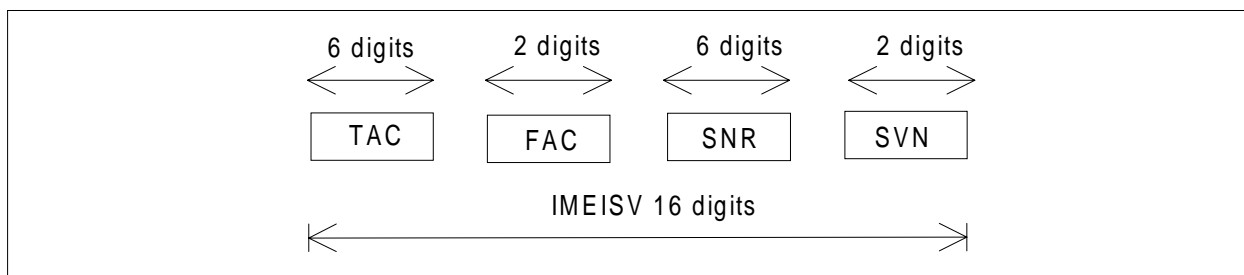 6 digits 2 digits 6 digits 2 digits
TAC FAC SNR SVN
IMEISV 16 digits